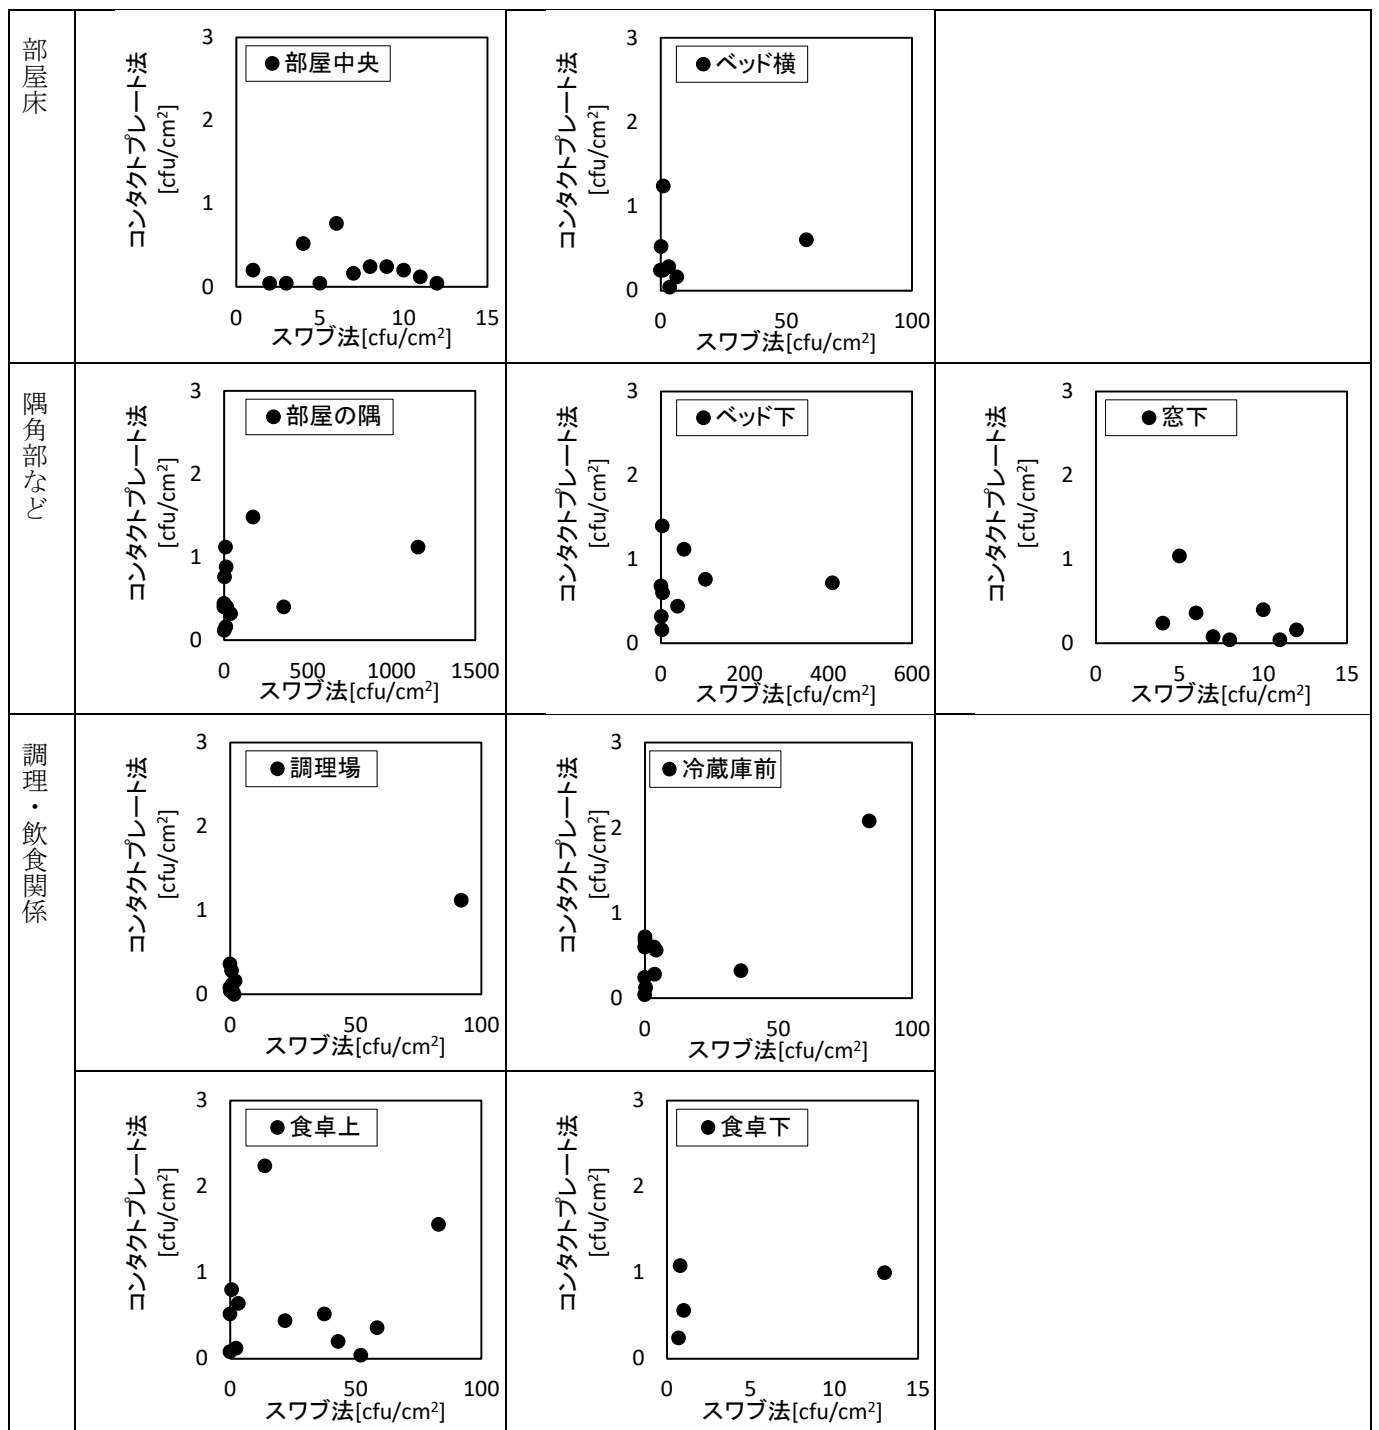 部屋床
コンタクトプレート法
[cfu/cm²]
3
2
1
0
●部屋中央
0 5 10 15
スワブ法[cfu/cm²]
コンタクトプレート法
[cfu/cm²]
3
2
1
0
●ベッド横
0 50 100
スワブ法[cfu/cm²]
隅角部など
コンタクトプレート法
[cfu/cm²]
3
2
1
0
●部屋の隅
0 500 1000 1500
スワブ法[cfu/cm²]
コンタクトプレート法
[cfu/cm²]
3
2
1
0
●ベッド下
0 200 400 600
スワブ法[cfu/cm²]
コンタクトプレート法
[cfu/cm²]
3
2
1
0
●窓下
0 5 10 15
スワブ法[cfu/cm²]
調理・飲食関係
コンタクトプレート法
[cfu/cm²]
3
2
1
0
●調理場
0 50 100
スワブ法[cfu/cm²]
コンタクトプレート法
[cfu/cm²]
3
2
1
0
●冷蔵庫前
0 50 100
スワブ法[cfu/cm²]
コンタクトプレート法
[cfu/cm²]
3
2
1
0
●食卓上
0 50 100
スワブ法[cfu/cm²]
コンタクトプレート法
[cfu/cm²]
3
2
1
0
●食卓下
0 5 10 15
スワブ法[cfu/cm²]